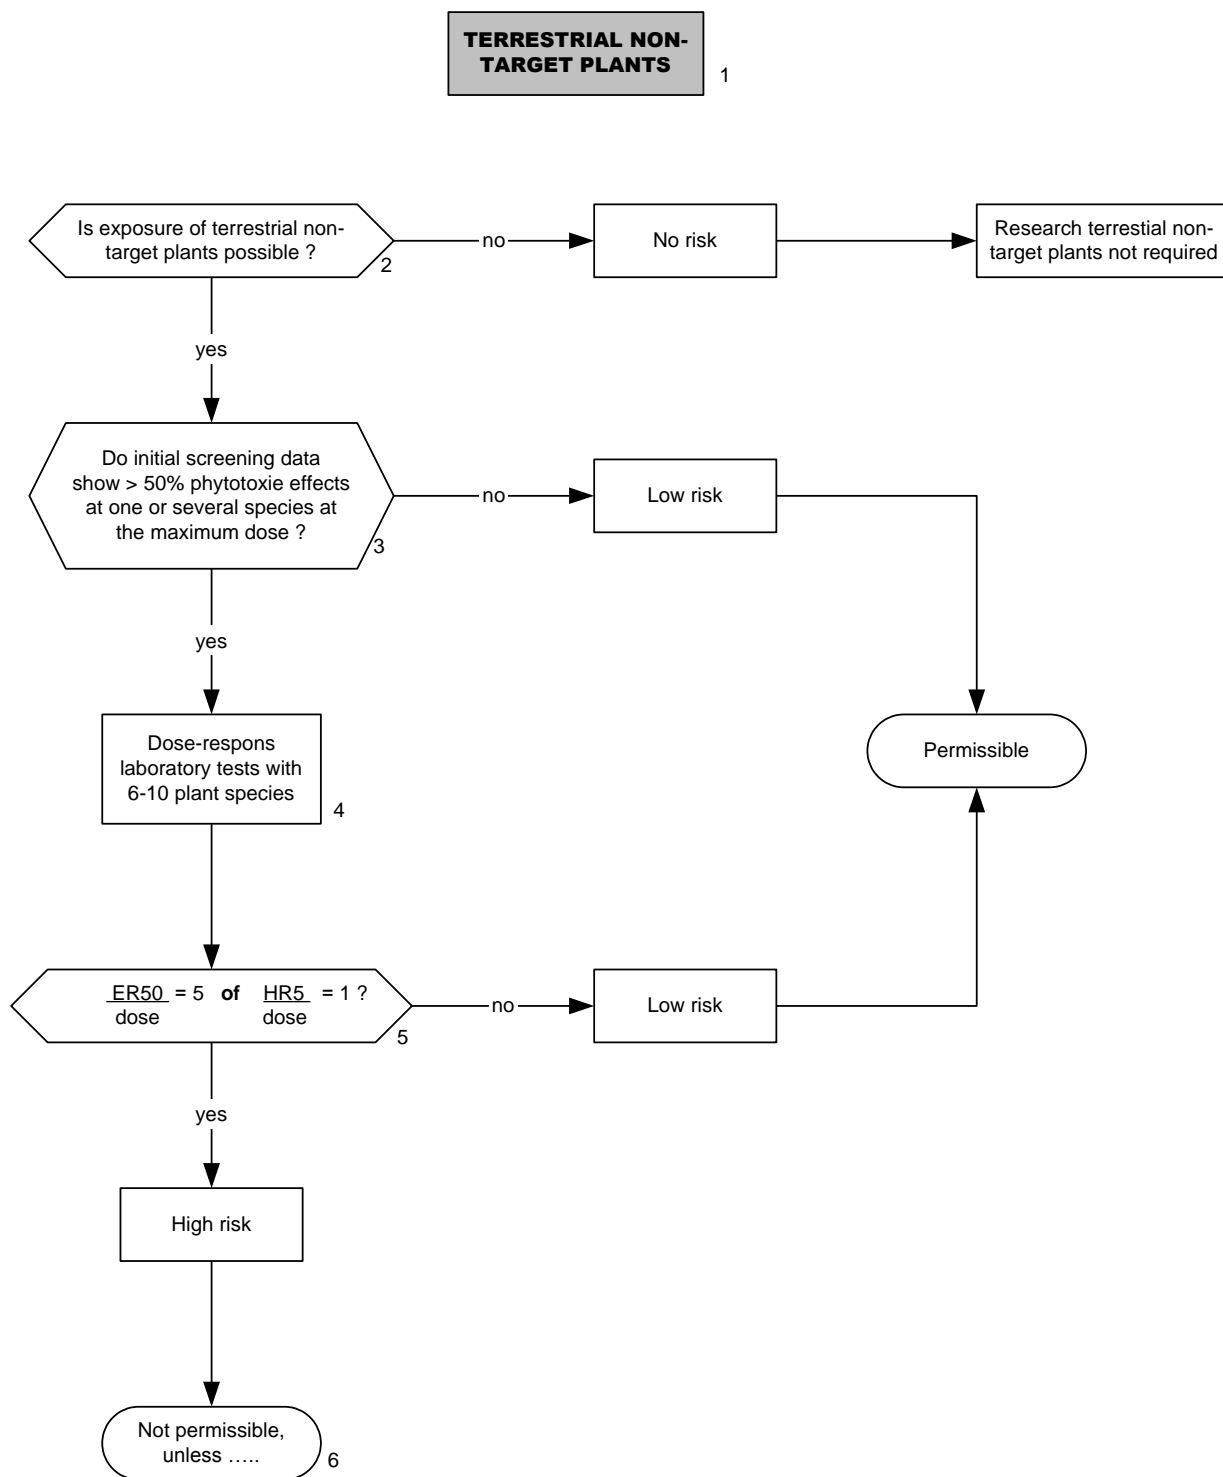 TERRESTRIAL NON-
TARGET PLANTS
1
Is exposure of terrestrial non-
target plants possible ?
2
no
No risk
Research terrestial non-
target plants not required
yes
Do initial screening data
show > 50% phytotoxie effects
at one or several species at
the maximum dose ?
3
no
Low risk
yes
Dose-respons
laboratory tests with
6-10 plant species
4
Permissible
ER50 = 5 of HR5 = 1 ?
dose dose
5
no
Low risk
yes
High risk
Not permissible,
unless …..
6